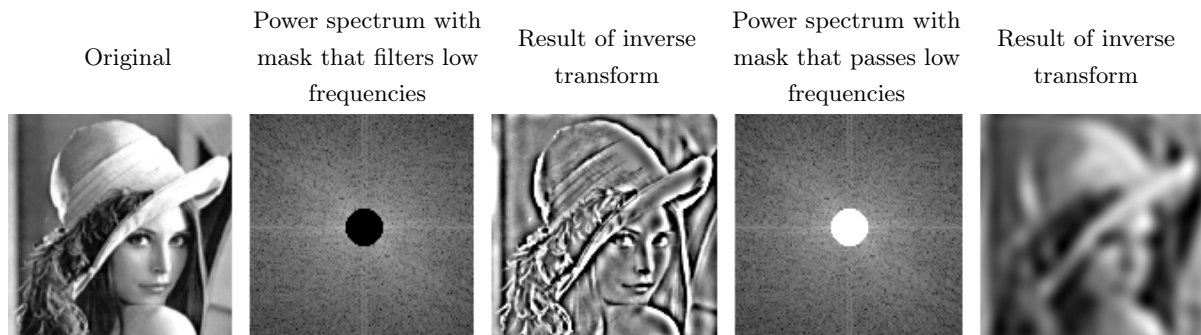 Original
Power spectrum with
mask that filters low
frequencies
Result of inverse
transform
Power spectrum with
mask that passes low
frequencies
Result of inverse
transform